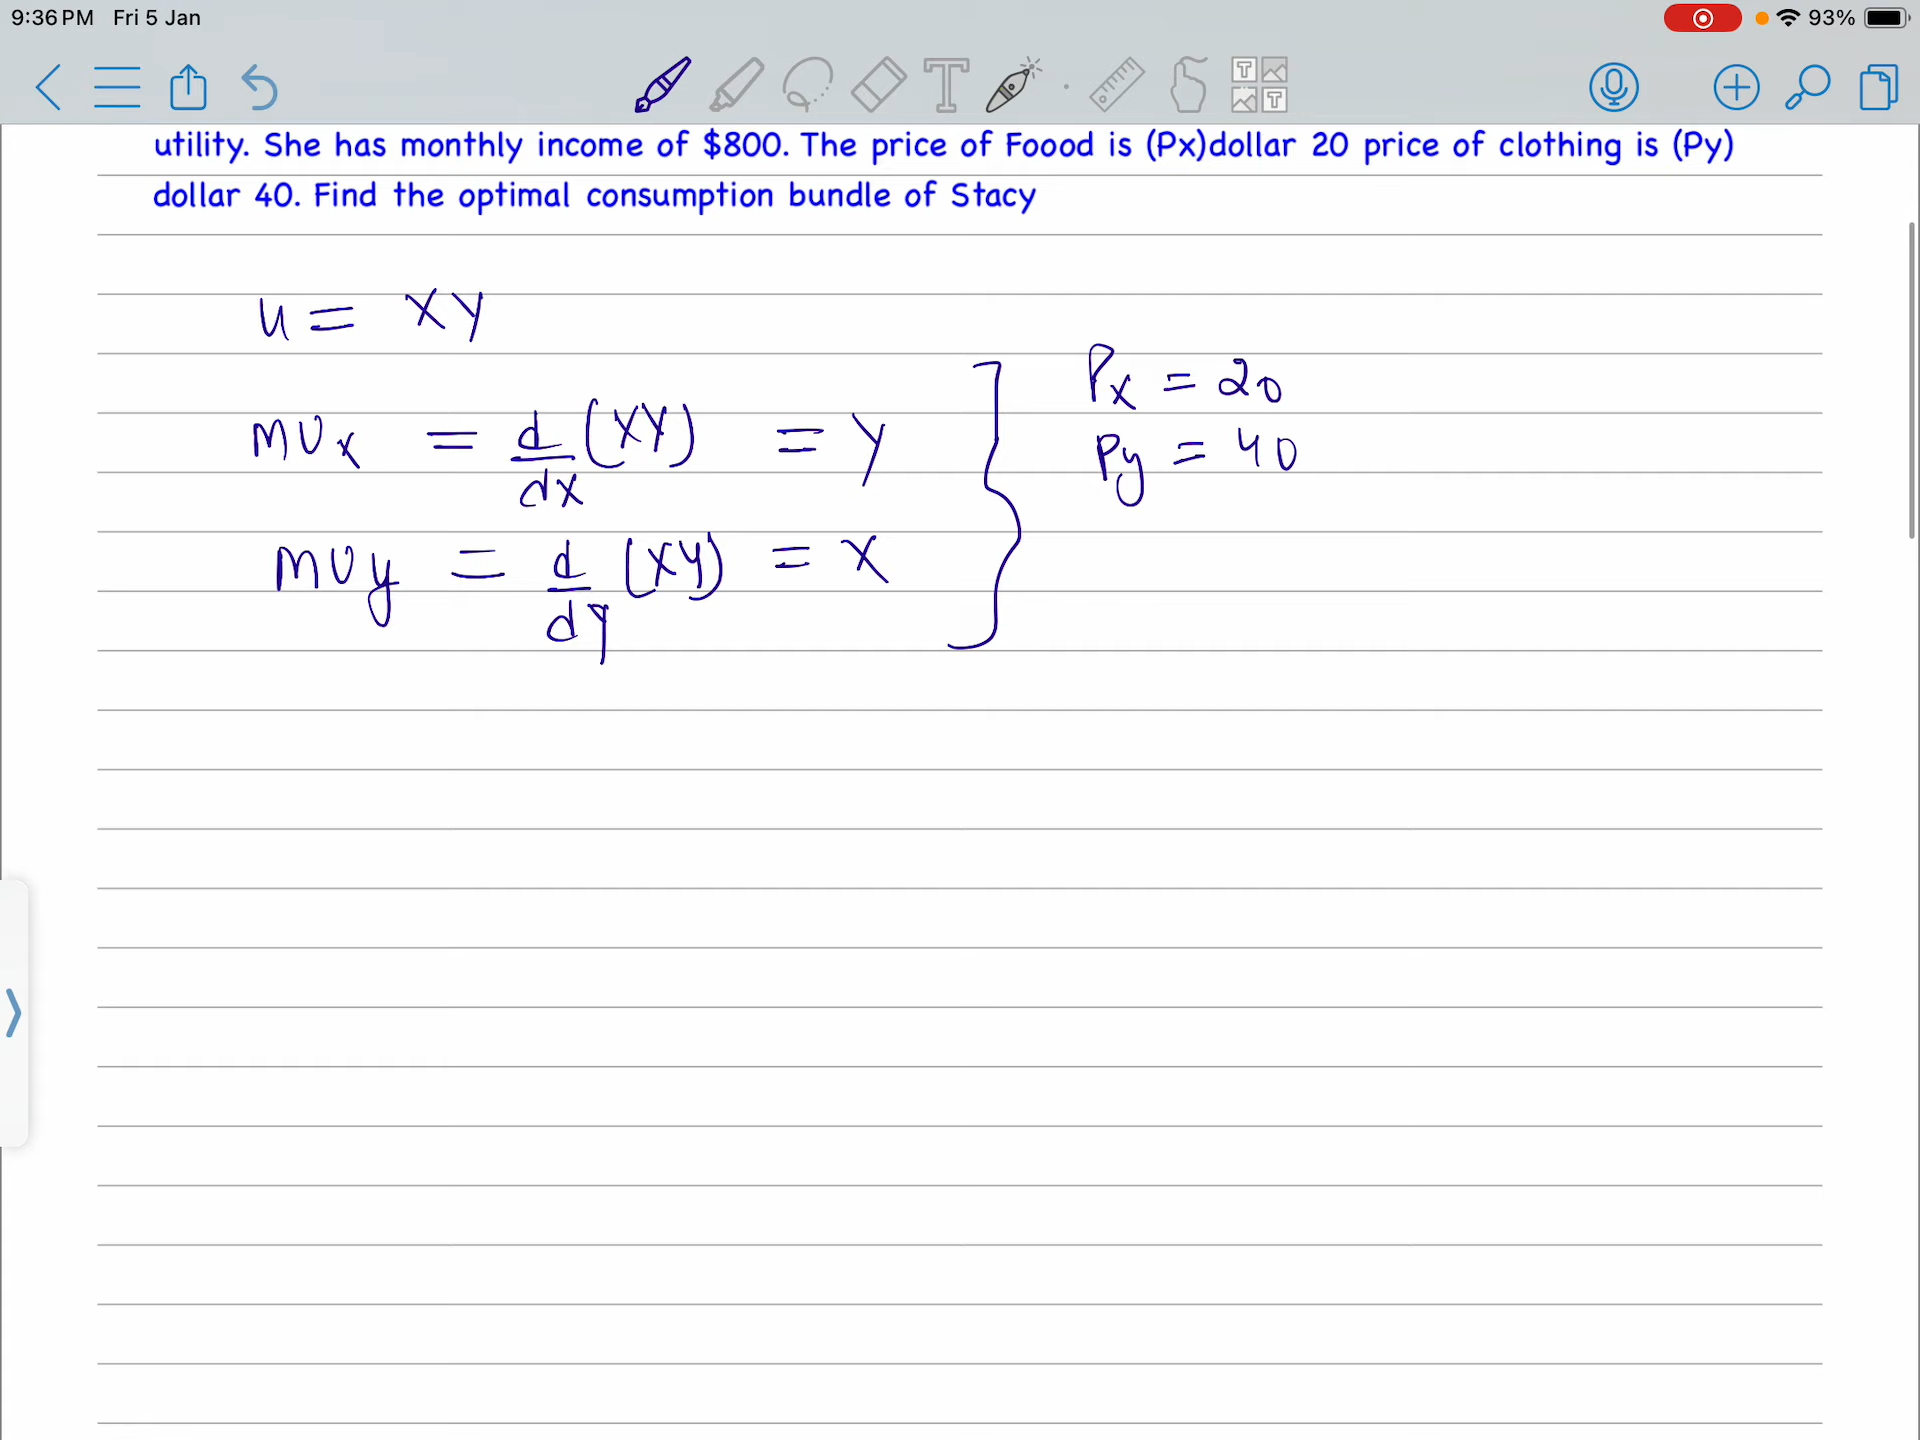 9:36 PM Fri 5 Jan 93%
utility. She has monthly income of $800. The price of Foood is (Px)dollar 20 price of clothing is (Py)
dollar 40. Find the optimal consumption bundle of Stacy
u = xy
MUx = d/dx (xy) = y
Px = 20
Py = 40
MUy = d/dy (xy) = x